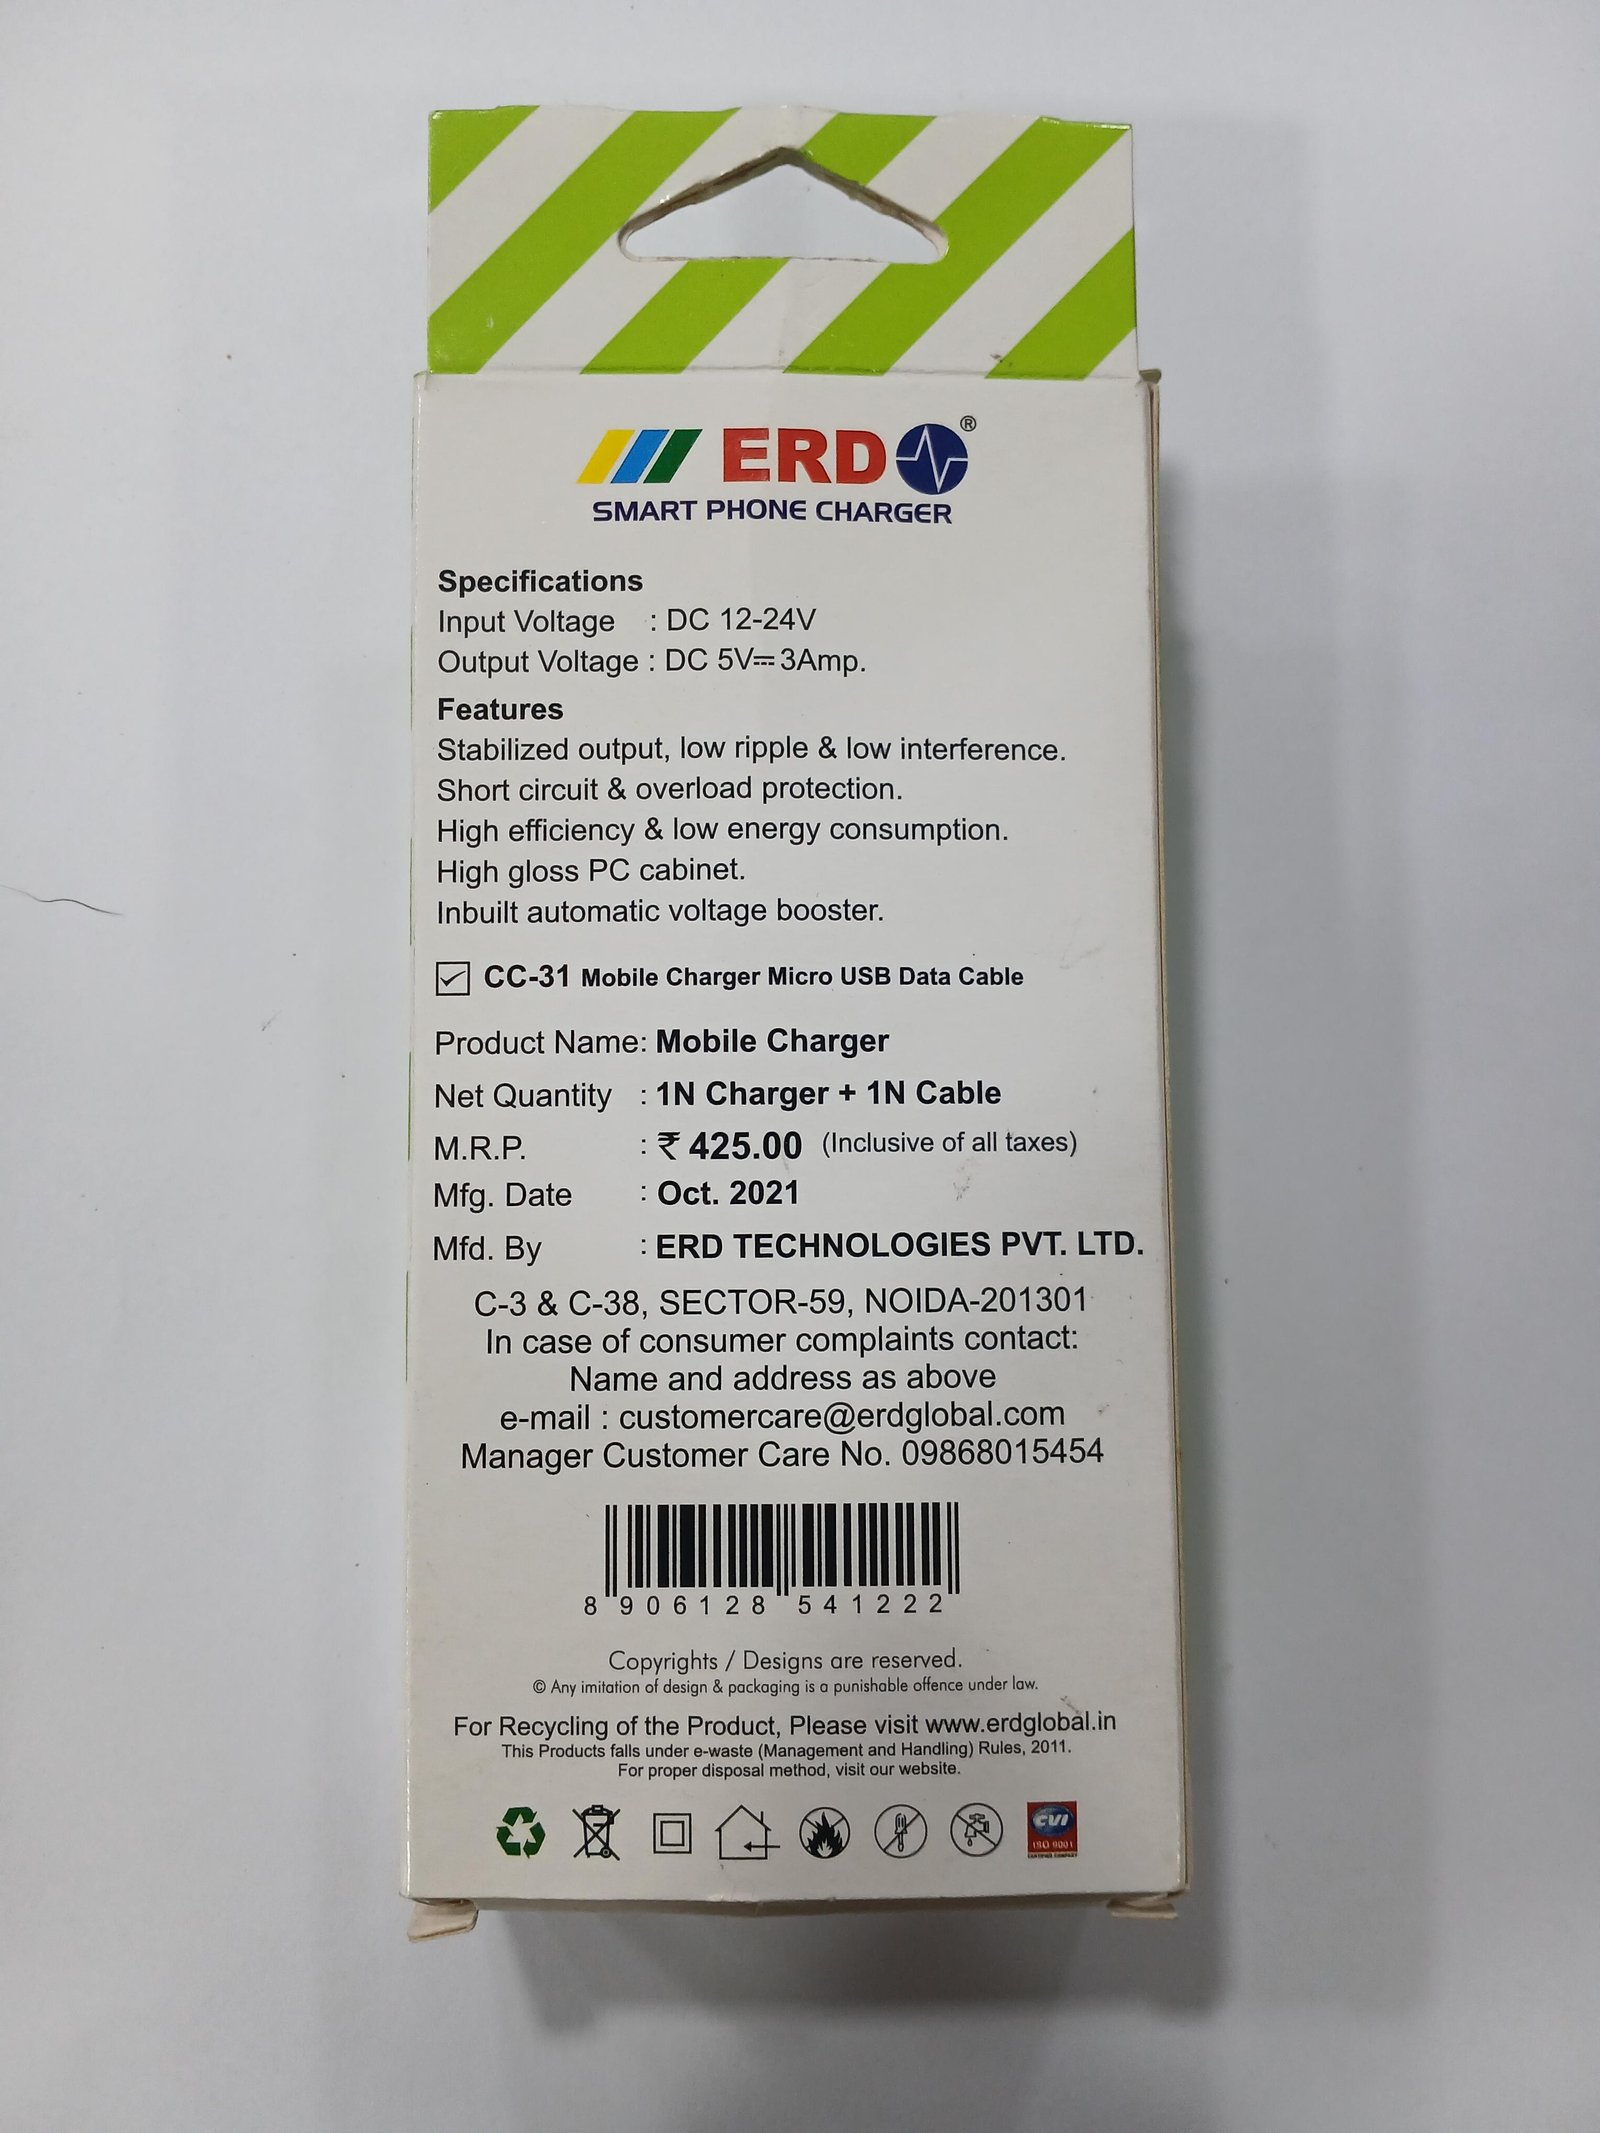 ERD ®
SMART PHONE CHARGER
Specifications
Input Voltage : DC 12-24V
Output Voltage : DC 5V⎓3Amp.
Features
Stabilized output, low ripple & low interference.
Short circuit & overload protection.
High efficiency & low energy consumption.
High gloss PC cabinet.
Inbuilt automatic voltage booster.
CC-31 Mobile Charger Micro USB Data Cable
Product Name: Mobile Charger
Net Quantity : 1N Charger + 1N Cable
M.R.P. : ₹ 425.00 (Inclusive of all taxes)
Mfg. Date : Oct. 2021
Mfd. By : ERD TECHNOLOGIES PVT. LTD.
C-3 & C-38, SECTOR-59, NOIDA-201301
In case of consumer complaints contact:
Name and address as above
e-mail : customercare@erdglobal.com
Manager Customer Care No. 09868015454
8 906128 541222
Copyrights / Designs are reserved.
© Any imitation of design & packaging is a punishable offence under law.
For Recycling of the Product, Please visit www.erdglobal.in
This Products falls under e-waste (Management and Handling) Rules, 2011.
For proper disposal method, visit our website.
CVI
ISO 9001
CERTIFIED COMPANY